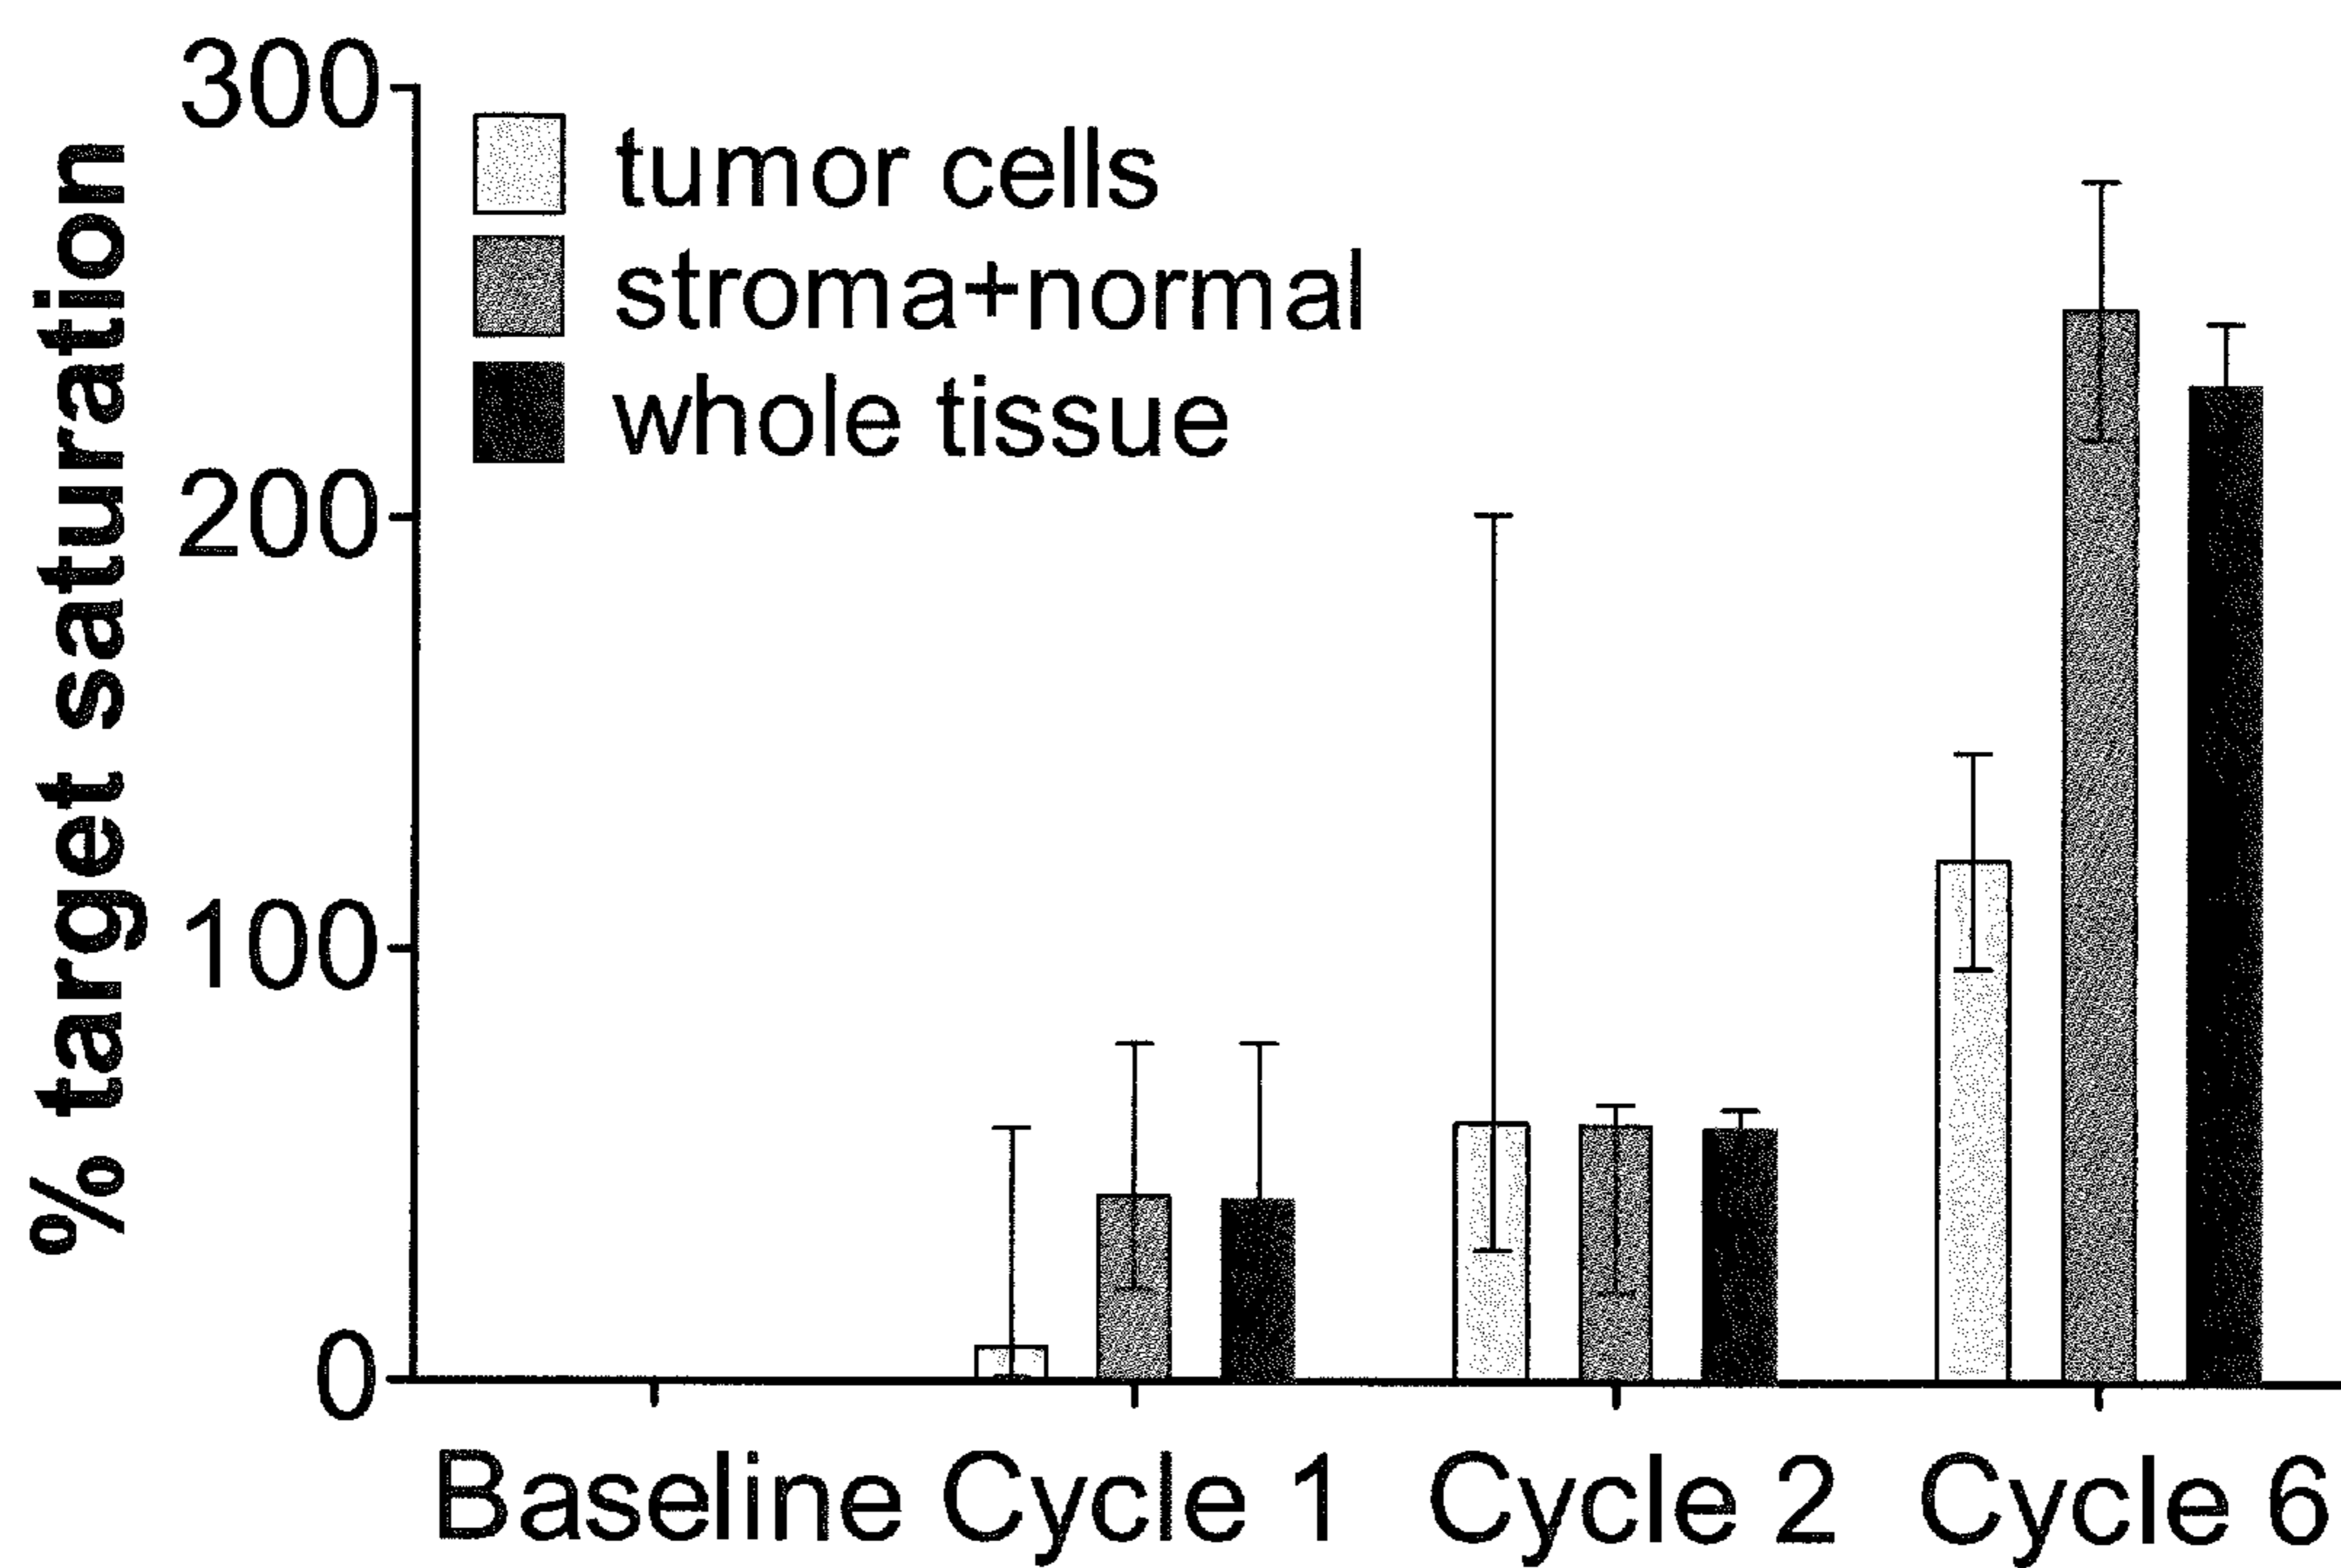 % target saturation
300
200
100
0
tumor cells
stroma+normal
whole tissue
Baseline Cycle 1 Cycle 2 Cycle 6